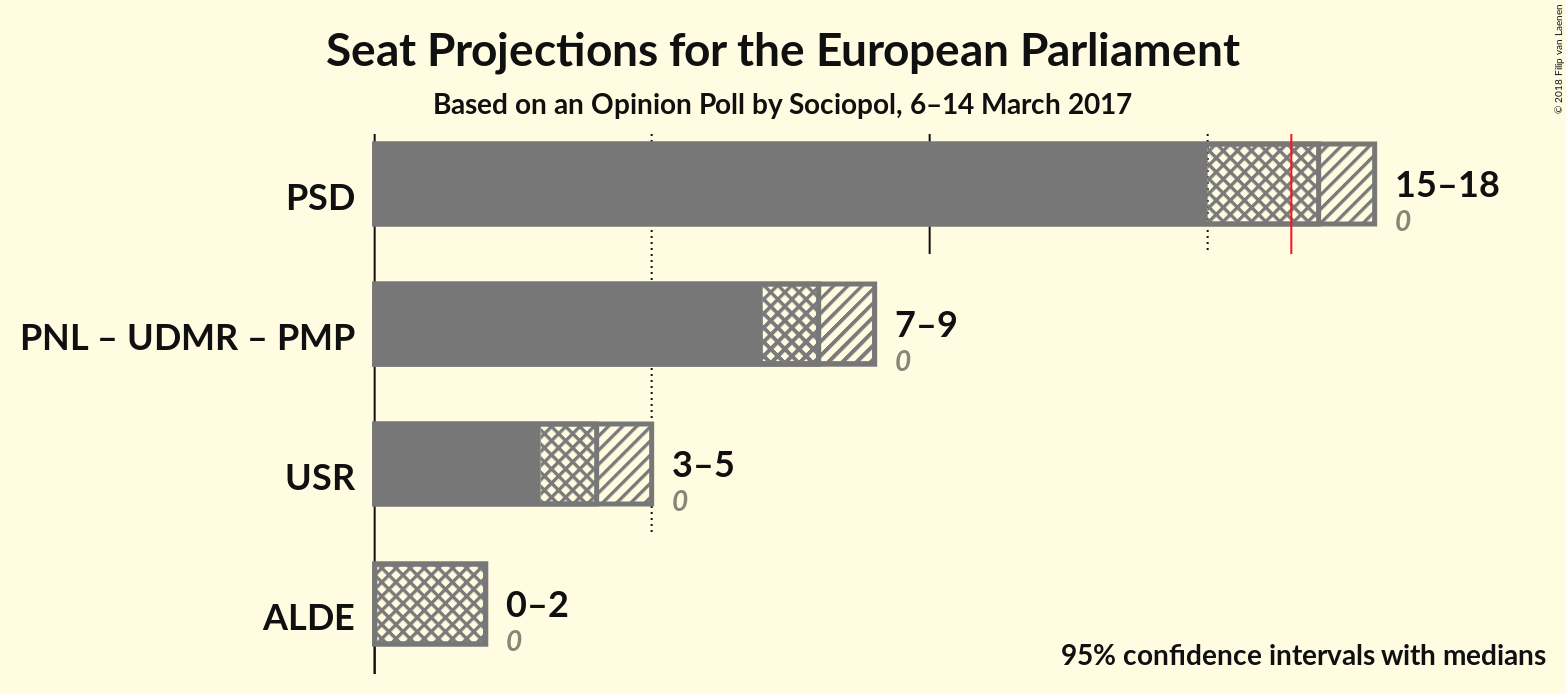 Seat Projections for the European Parliament
Based on an Opinion Poll by Sociopol, 6–14 March 2017
© 2018 Filip van Laenen
PSD
15–18
0
PNL – UDMR – PMP
7–9
0
USR
3–5
0
ALDE
0–2
0
95% confidence intervals with medians